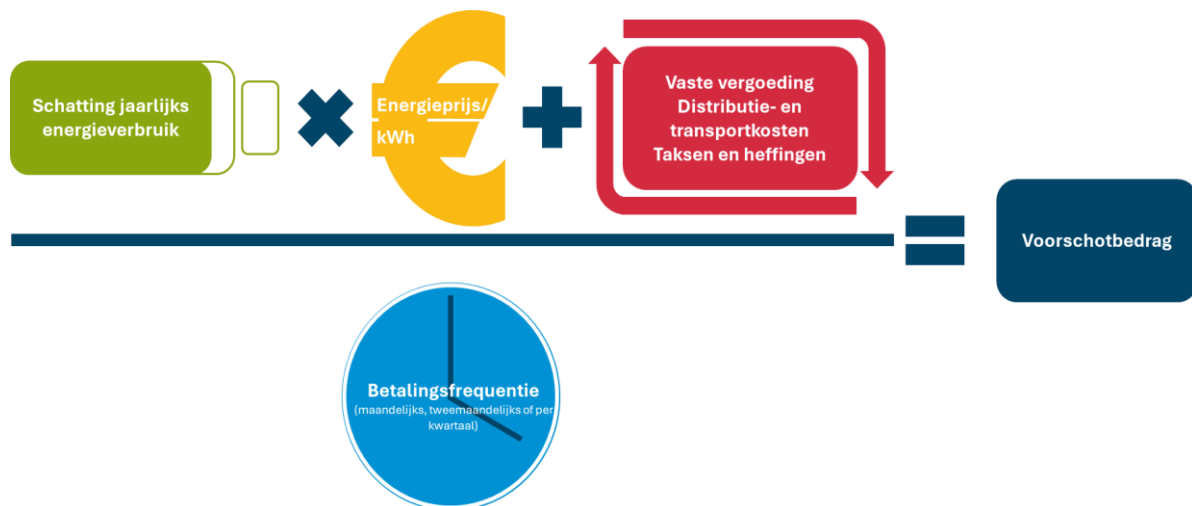 Schatting jaarlijks
energieverbruik
Energieprijs/
kWh
Vaste vergoeding
Distributie- en
transportkosten
Taksen en heffingen
Voorschotbedrag
Betalingsfrequentie
(maandelijks, tweemaandelijks of per
kwartaal)